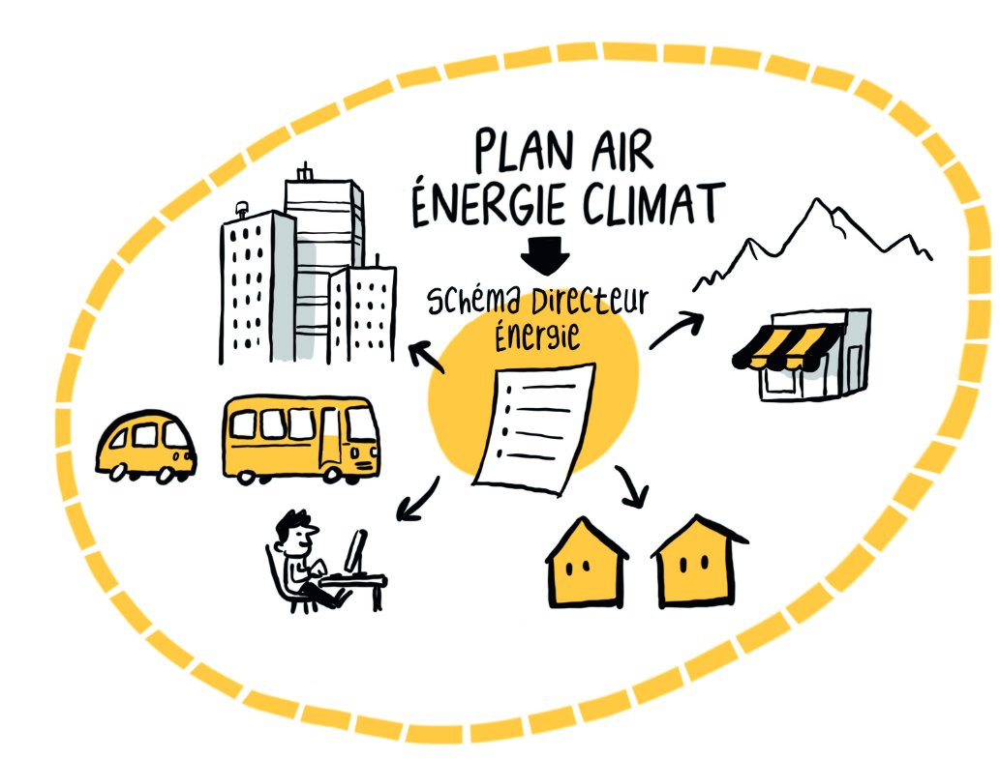 PLAN AIR
ÉNERGIE CLIMAT
Schéma Directeur
Énergie